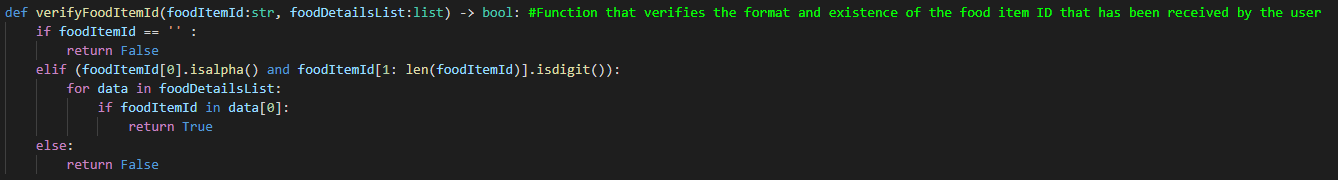 def verifyFoodItemId(foodItemId:str, foodDetailsList:list) -> bool: #Function that verifies the format and existence of the food item ID that has been received by the user
    if foodItemId == '' :
        return False
    elif (foodItemId[0].isalpha() and foodItemId[1: len(foodItemId)].isdigit()):
        for data in foodDetailsList:
            if foodItemId in data[0]:
                return True
    else:
        return False